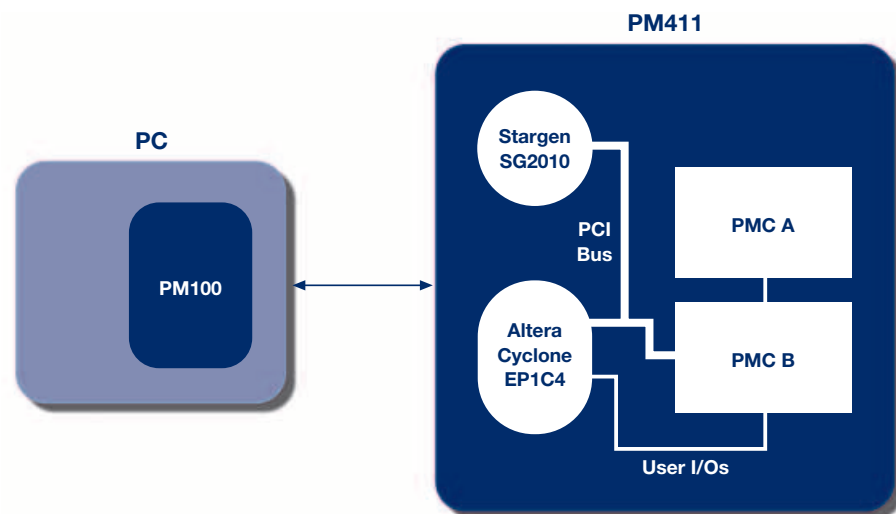 PM411
PC
PM100
Stargen
SG2010
PCI
Bus
PMC A
Altera
Cyclone
EP1C4
PMC B
User I/Os